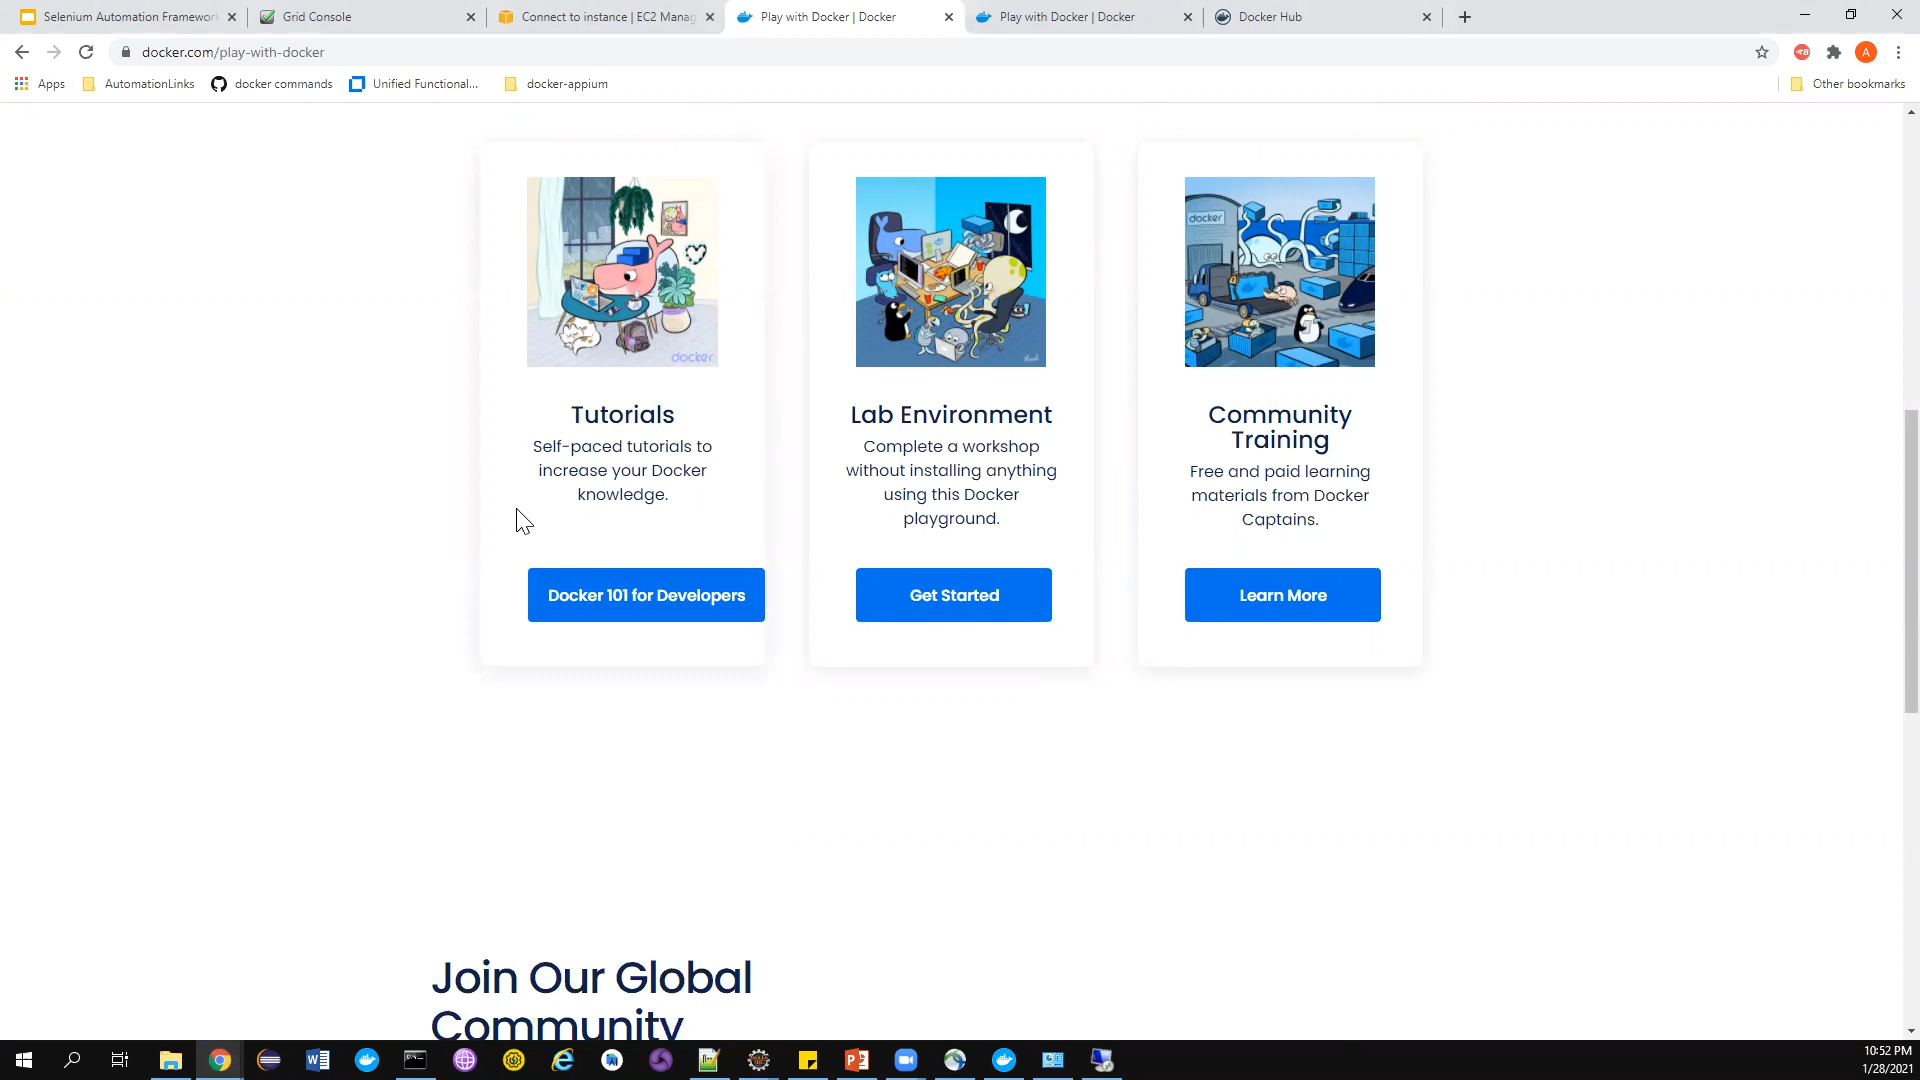 Selenium Automation Framework
Grid Console
Connect to instance | EC2 Manag
Play with Docker | Docker
Play with Docker | Docker
Docker Hub
docker.com/play-with-docker
A
Apps
AutomationLinks
docker commands
Unified Functional...
docker-appium
Other bookmarks
docker
docker
Tutorials
Self-paced tutorials to
increase your Docker
knowledge.
Docker 101 for Developers
Lab Environment
Complete a workshop
without installing anything
using this Docker
playground.
Get Started
Community
Training
Free and paid learning
materials from Docker
Captains.
Learn More
Join Our Global
Community
10:52 PM
1/28/2021